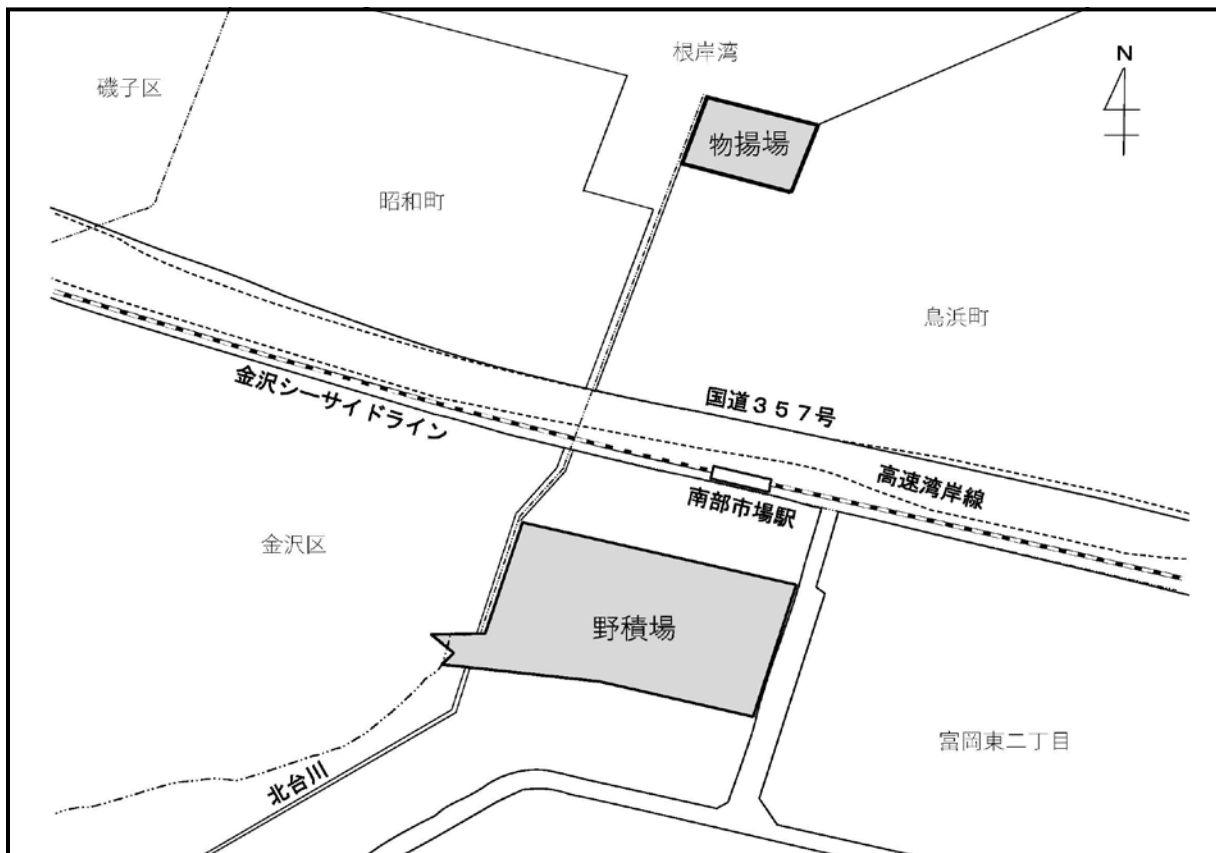 根岸湾
N
磯子区
物揚場
昭和町
鳥浜町
国道３５７号
金沢シーサイドライン
高速湾岸線
南部市場駅
金沢区
野積場
富岡東二丁目
北台川